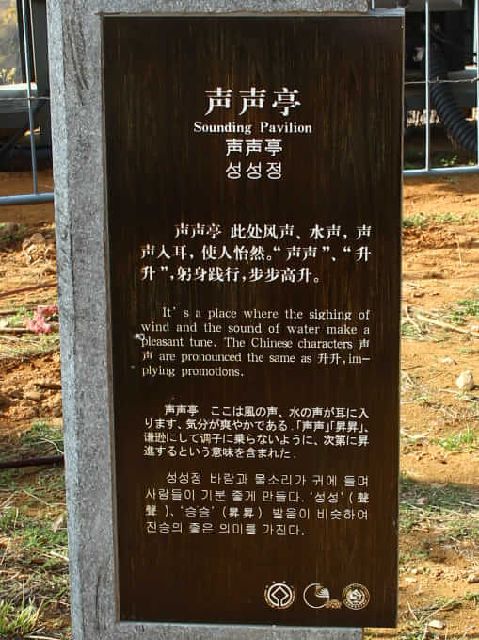 声声亭
Sounding Pavilion
声声亭
성성정
声声亭 此处风声、水声，声
声入耳，使人怡然。“声声”、“升
升”，躬身践行，步步高升。
It's a place where the sighing of
wind and the sound of water make a
pleasant tune. The Chinese characters 声
声 are pronounced the same as 升升, im-
plying promotions.
声声亭 ここは風の声、水の声が耳に入
ります、気分が爽やかである.「声声」「昇昇」、
谦逊にして调子に乗らないように、次第に昇
進するという意味を含まれた.
성성정 바람과 물소리가 귀에 들며
사람들이 기분 좋게 만들다. '성성' (聲
聲 )、'승승' (昇昇) 발음이 비슷하여
진승의 좋은 의미를 가진다.